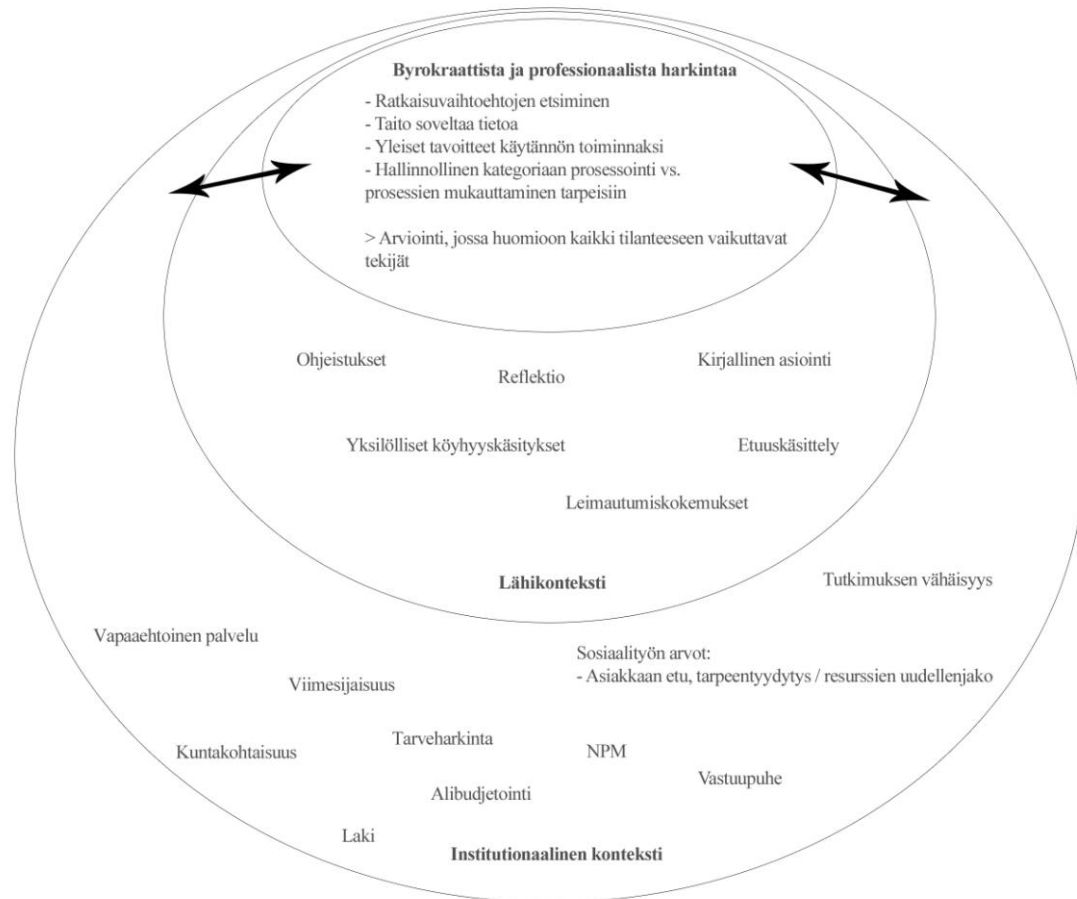 Byrokraattista ja professionaalista harkintaa
- Ratkaisuvaihtoehtojen etsiminen
- Taito soveltaa tietoa
- Yleiset tavoitteet käytännön toiminnaksi
- Hallinnollinen kategoriaan prosessointi vs.
prosessien mukauttaminen tarpeisiin
> Arviointi, jossa huomioon kaikki tilanteeseen vaikuttavat
tekijät
Ohjeistukset
Reflektio
Kirjallinen asiointi
Yksilölliset köyhyyskäsitykset
Etuuskäsittely
Leimautumiskokemukset
Lähikonteksti
Tutkimuksen vähäisyys
Vapaaehtoinen palvelu
Sosiaalityön arvot:
- Asiakkaan etu, tarpeentyydytys / resurssien uudellenjako
Viimesijaisuus
Kuntakohtaisuus
Tarveharkinta
NPM
Vastuupuhe
Alibudjetointi
Laki
Institutionaalinen konteksti